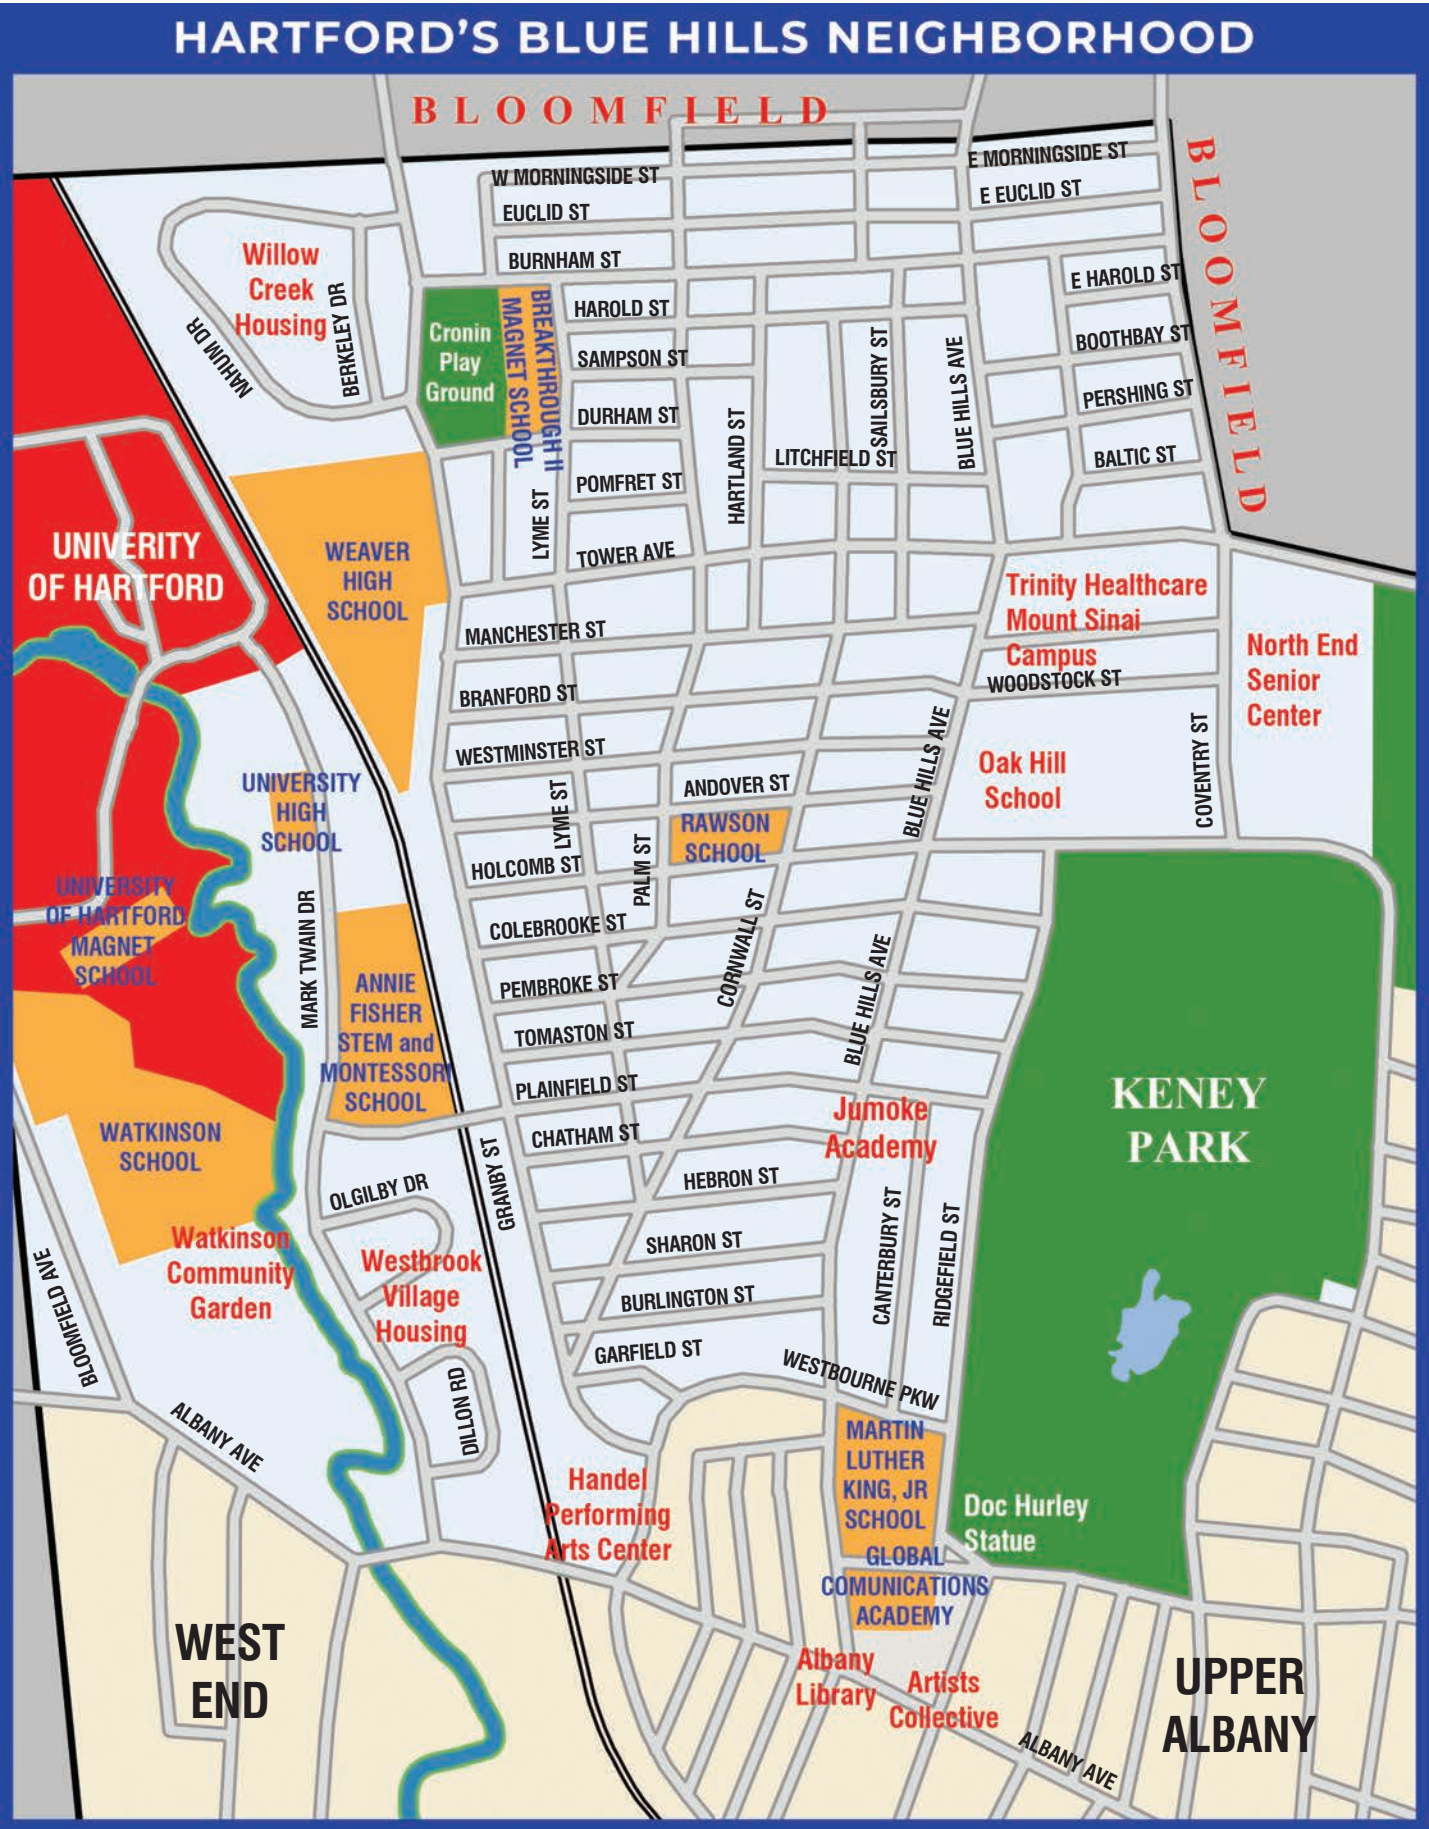 HARTFORD'S BLUE HILLS NEIGHBORHOOD
BLOOMFIELD
BLOOMFIELD
W MORNINGSIDE ST
E MORNINGSIDE ST
EUCLID ST
E EUCLID ST
BURNHAM ST
Willow
Creek
Housing
NAHUM DR
BERKELEY DR
Cronin
Play
Ground
BREAKTHROUGH II
MAGNET SCHOOL
HAROLD ST
E HAROLD ST
SAMPSON ST
BOOTHBAY ST
DURHAM ST
PERSHING ST
HARTLAND ST
SAILSBURY ST
BLUE HILLS AVE
LITCHFIELD ST
BALTIC ST
POMFRET ST
LYME ST
TOWER AVE
UNIVERITY
OF HARTFORD
WEAVER
HIGH
SCHOOL
Trinity Healthcare
Mount Sinai
Campus
WOODSTOCK ST
North End
Senior
Center
MANCHESTER ST
BRANFORD ST
WESTMINSTER ST
BLUE HILLS AVE
COVENTRY ST
Oak Hill
School
UNIVERSITY
HIGH
SCHOOL
ANDOVER ST
RAWSON
SCHOOL
LYME ST
PALM ST
HOLCOMB ST
UNIVERSITY
OF HARTFORD
MAGNET
SCHOOL
MARK TWAIN DR
COLEBROOKE ST
CORNWALL ST
BLUE HILLS AVE
ANNIE
FISHER
STEM and
MONTESSORI
SCHOOL
PEMBROKE ST
TOMASTON ST
PLAINFIELD ST
KENEY
PARK
WATKINSON
SCHOOL
CHATHAM ST
Jumoke
Academy
GRANBY ST
OLGILBY DR
HEBRON ST
CANTERBURY ST
RIDGEFIELD ST
Watkinson
Community
Garden
Westbrook
Village
Housing
SHARON ST
BURLINGTON ST
BLOOMFIELD AVE
GARFIELD ST
WESTBOURNE PKW
DILLON RD
ALBANY AVE
MARTIN
LUTHER
KING, JR
SCHOOL
Handel
Performing
Arts Center
Doc Hurley
Statue
GLOBAL
COMUNICATIONS
ACADEMY
WEST
END
Albany
Library
Artists
Collective
UPPER
ALBANY
ALBANY AVE